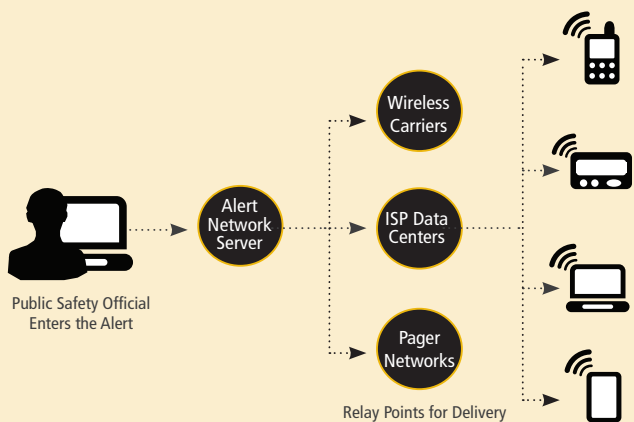 Public Safety Official
Enters the Alert
Alert
Network
Server
Wireless
Carriers
ISP Data
Centers
Pager
Networks
Relay Points for Delivery